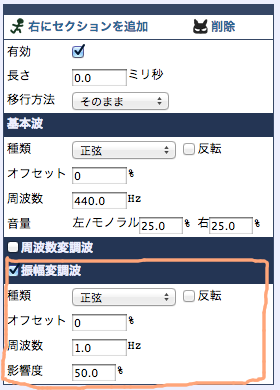 右にセクションを追加 削除
有効
長さ 0.0 ミリ秒
移行方法 そのまま
基本波
種類 正弦 反転
オフセット 0 %
周波数 440.0 Hz
音量 左/モノラル 25.0 % 右 25.0 %
周波数変調波
振幅変調波
種類 正弦 反転
オフセット 0 %
周波数 1.0 Hz
影響度 50.0 %